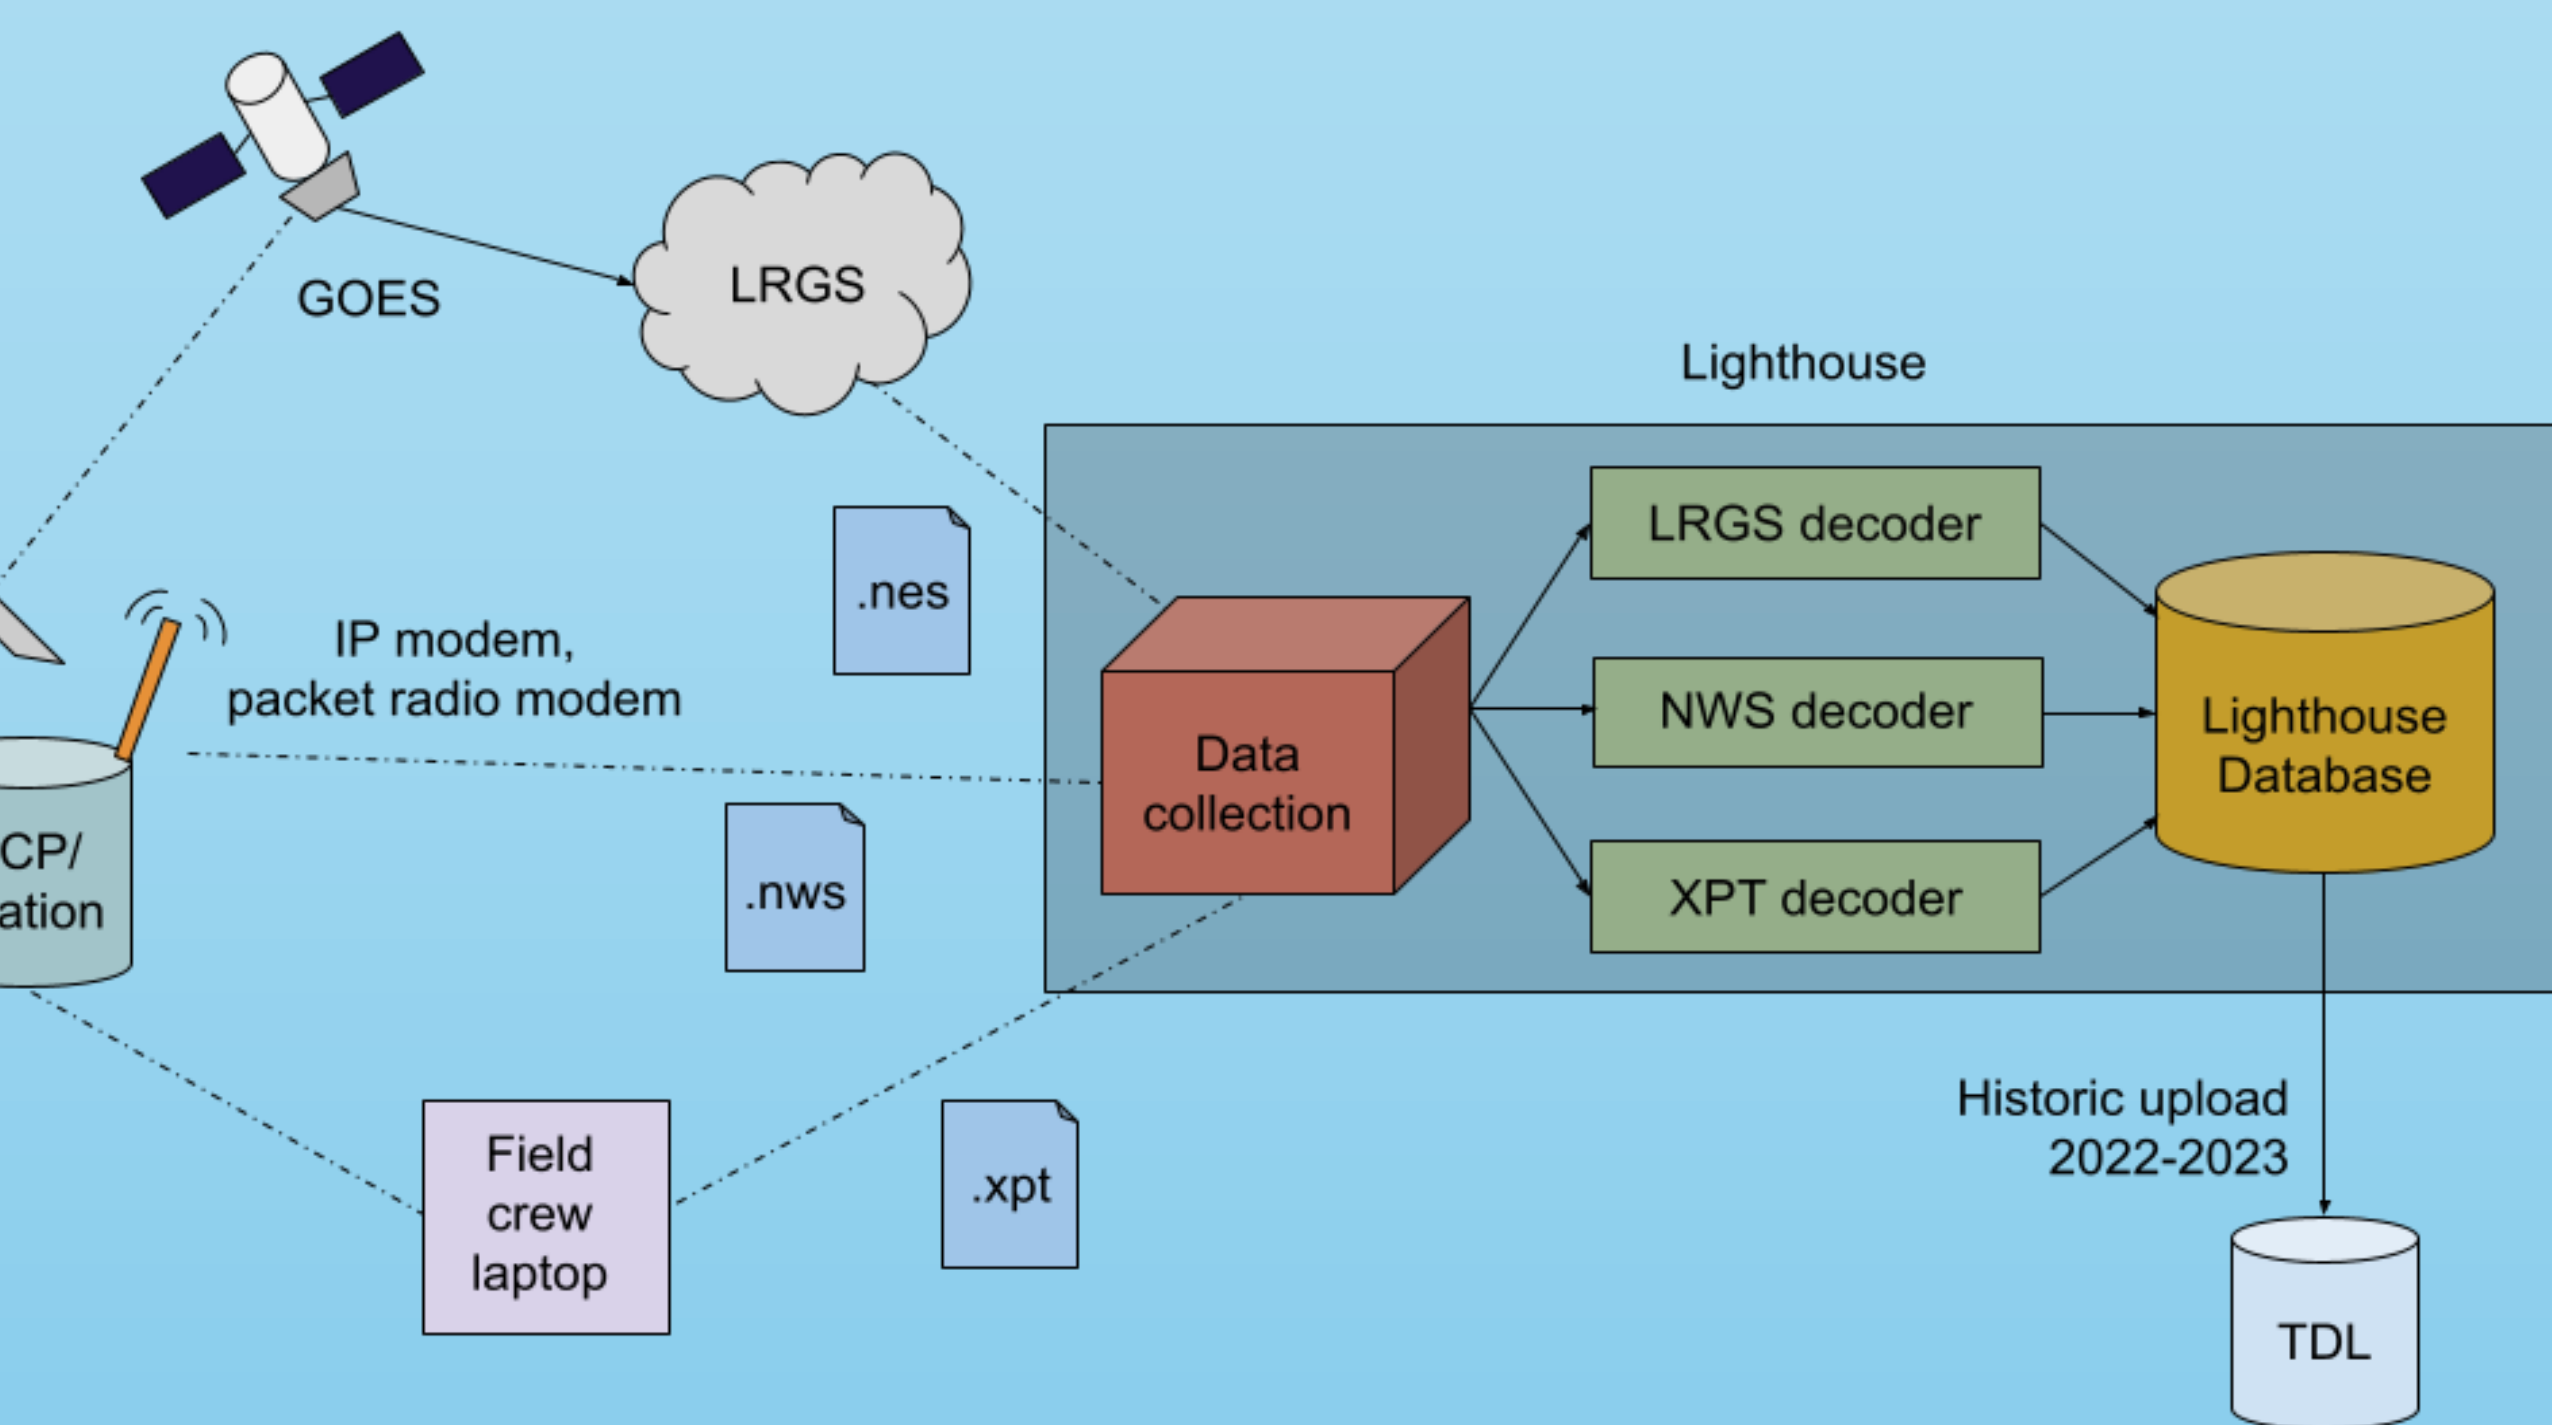 GOES
LRGS
Lighthouse
LRGS decoder
.nes
IP modem,
packet radio modem
NWS decoder
Data
collection
Lighthouse
Database
CP/
ation
.nws
XPT decoder
Field
crew
laptop
.xpt
Historic upload
2022-2023
TDL